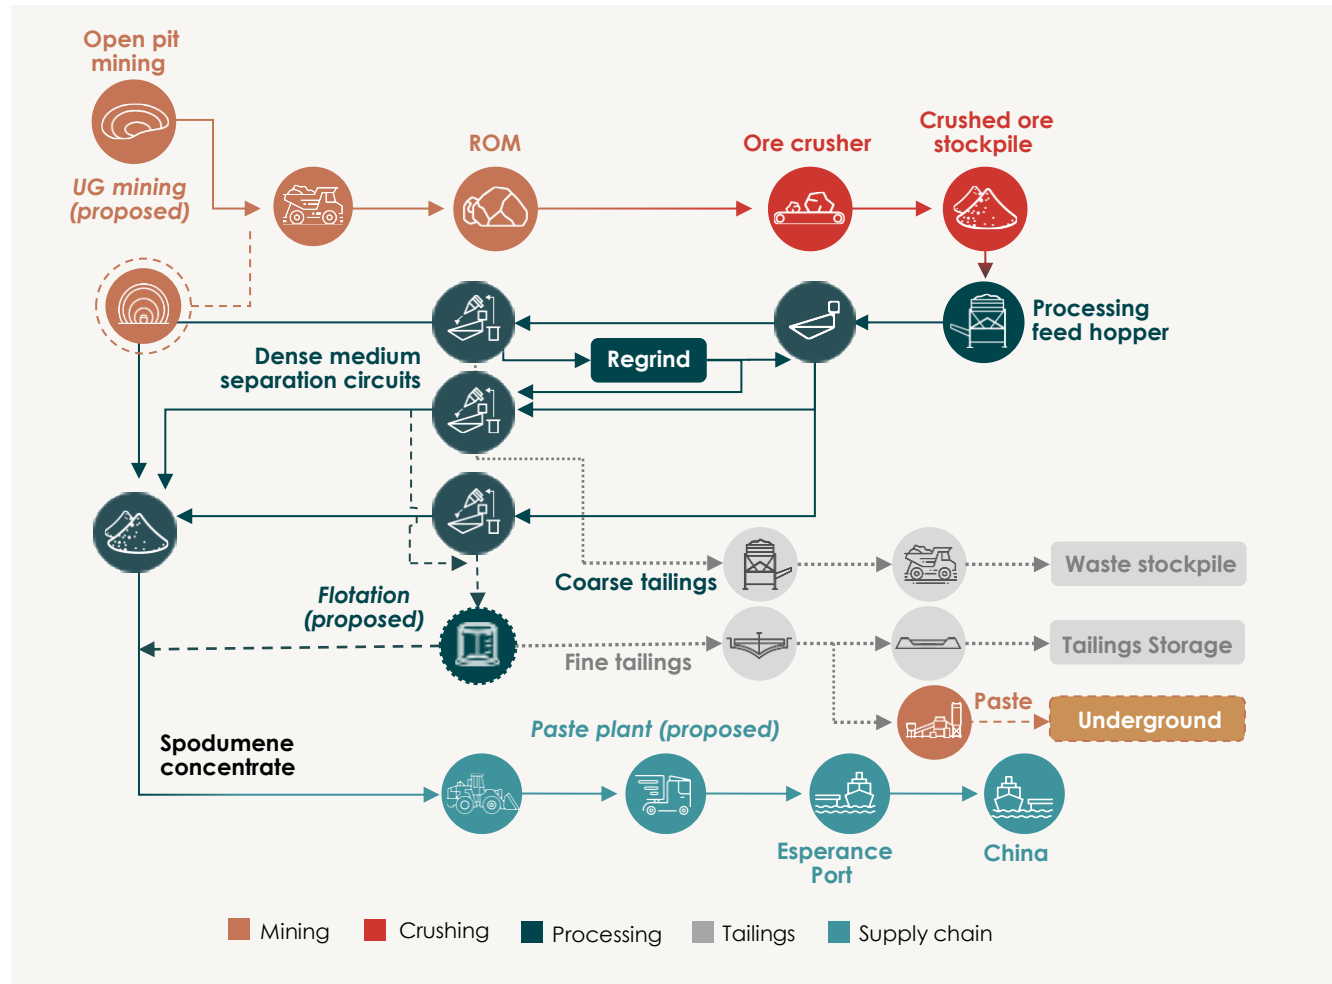 Open pit
mining
UG mining
(proposed)
ROM
Ore crusher
Crushed ore
stockpile
Processing
feed hopper
Dense medium
separation circuits
Regrind
Coarse tailings
Waste stockpile
Flotation
(proposed)
Fine tailings
Tailings Storage
Paste
Underground
Paste plant (proposed)
Spodumene
concentrate
Esperance
Port
China
Mining
Crushing
Processing
Tailings
Supply chain